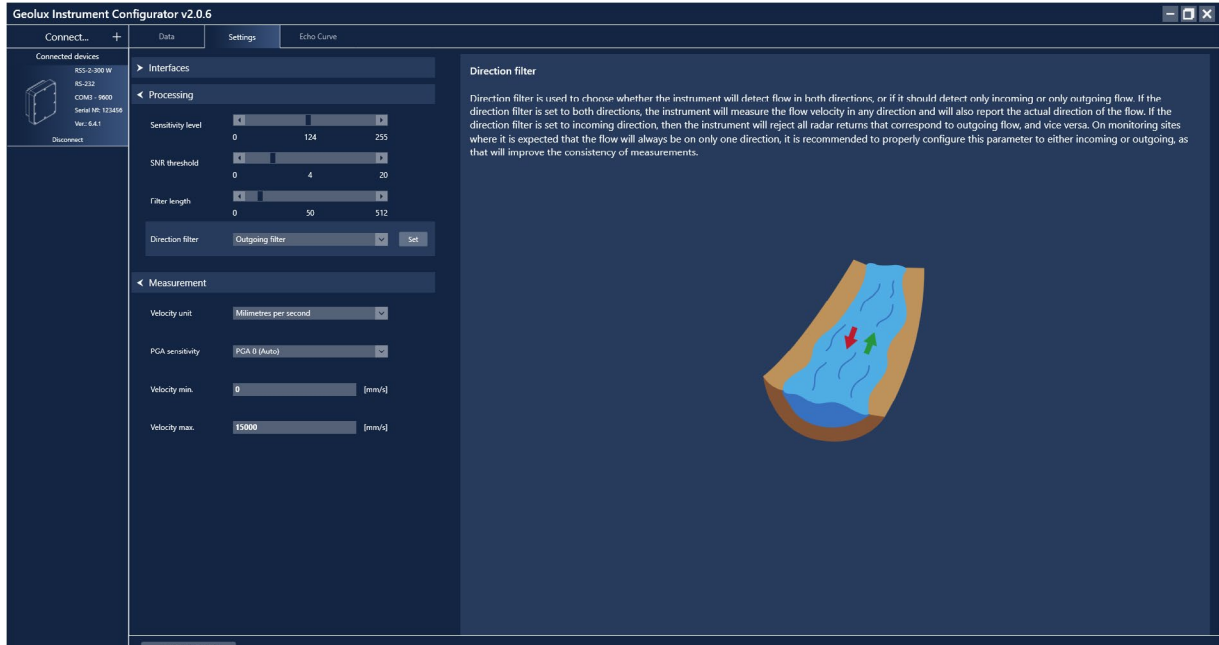 Geolux Instrument Configurator v2.0.6
Connect... +
Data Settings Echo Curve
Connected devices
RSS-2-300 W
RS-232
COM3 - 9600
Serial №: 123456
Ver.: 6.4.1
Disconnect
Interfaces
Processing
Sensitivity level
0 124 255
SNR threshold
0 4 20
Filter length
0 50 512
Direction filter Outgoing filter Set
Measurement
Velocity unit Milimetres per second
PGA sensitivity PGA 0 (Auto)
Velocity min. 0 [mm/s]
Velocity max. 15000 [mm/s]
Direction filter
Direction filter is used to choose whether the instrument will detect flow in both directions, or if it should detect only incoming or only outgoing flow. If the
direction filter is set to both directions, the instrument will measure the flow velocity in any direction and will also report the actual direction of the flow. If the
direction filter is set to incoming direction, then the instrument will reject all radar returns that correspond to outgoing flow, and vice versa. On monitoring sites
where it is expected that the flow will always be on only one direction, it is recommended to properly configure this parameter to either incoming or outgoing, as
that will improve the consistency of measurements.